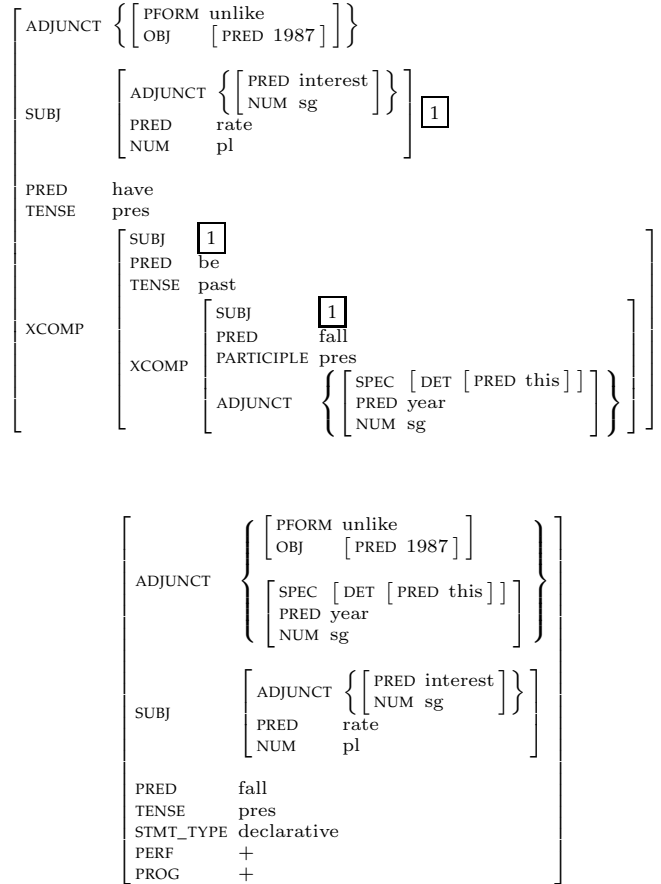 ADJUNCT { [ PFORM unlike
OBJ [ PRED 1987 ] ] }
SUBJ [ ADJUNCT { [ PRED interest
NUM sg ] }
PRED rate
NUM pl ] 1
PRED have
TENSE pres
XCOMP [ SUBJ 1
PRED be
TENSE past
XCOMP [ SUBJ 1
PRED fall
PARTICIPLE pres
ADJUNCT { [ SPEC [ DET [ PRED this ] ]
PRED year
NUM sg ] } ] ]
ADJUNCT { [ PFORM unlike
OBJ [ PRED 1987 ] ]
[ SPEC [ DET [ PRED this ] ]
PRED year
NUM sg ] }
SUBJ [ ADJUNCT { [ PRED interest
NUM sg ] }
PRED rate
NUM pl ]
PRED fall
TENSE pres
STMT_TYPE declarative
PERF +
PROG +